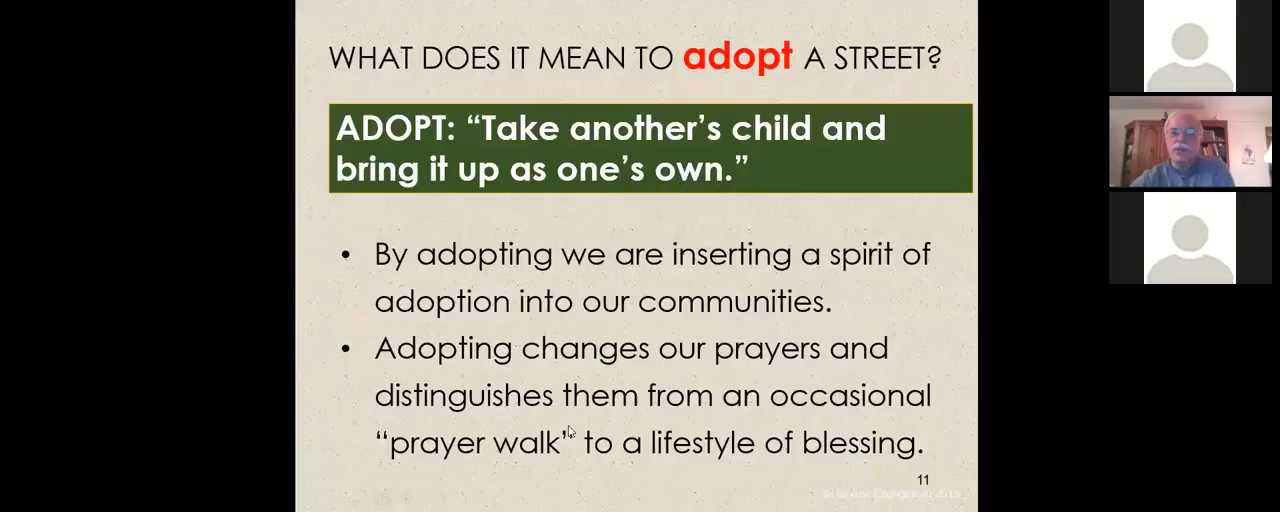 WHAT DOES IT MEAN TO adopt A STREET?
ADOPT: “Take another’s child and
bring it up as one’s own.”
• By adopting we are inserting a spirit of
adoption into our communities.
• Adopting changes our prayers and
distinguishes them from an occasional
“prayer walk” to a lifestyle of blessing.
11